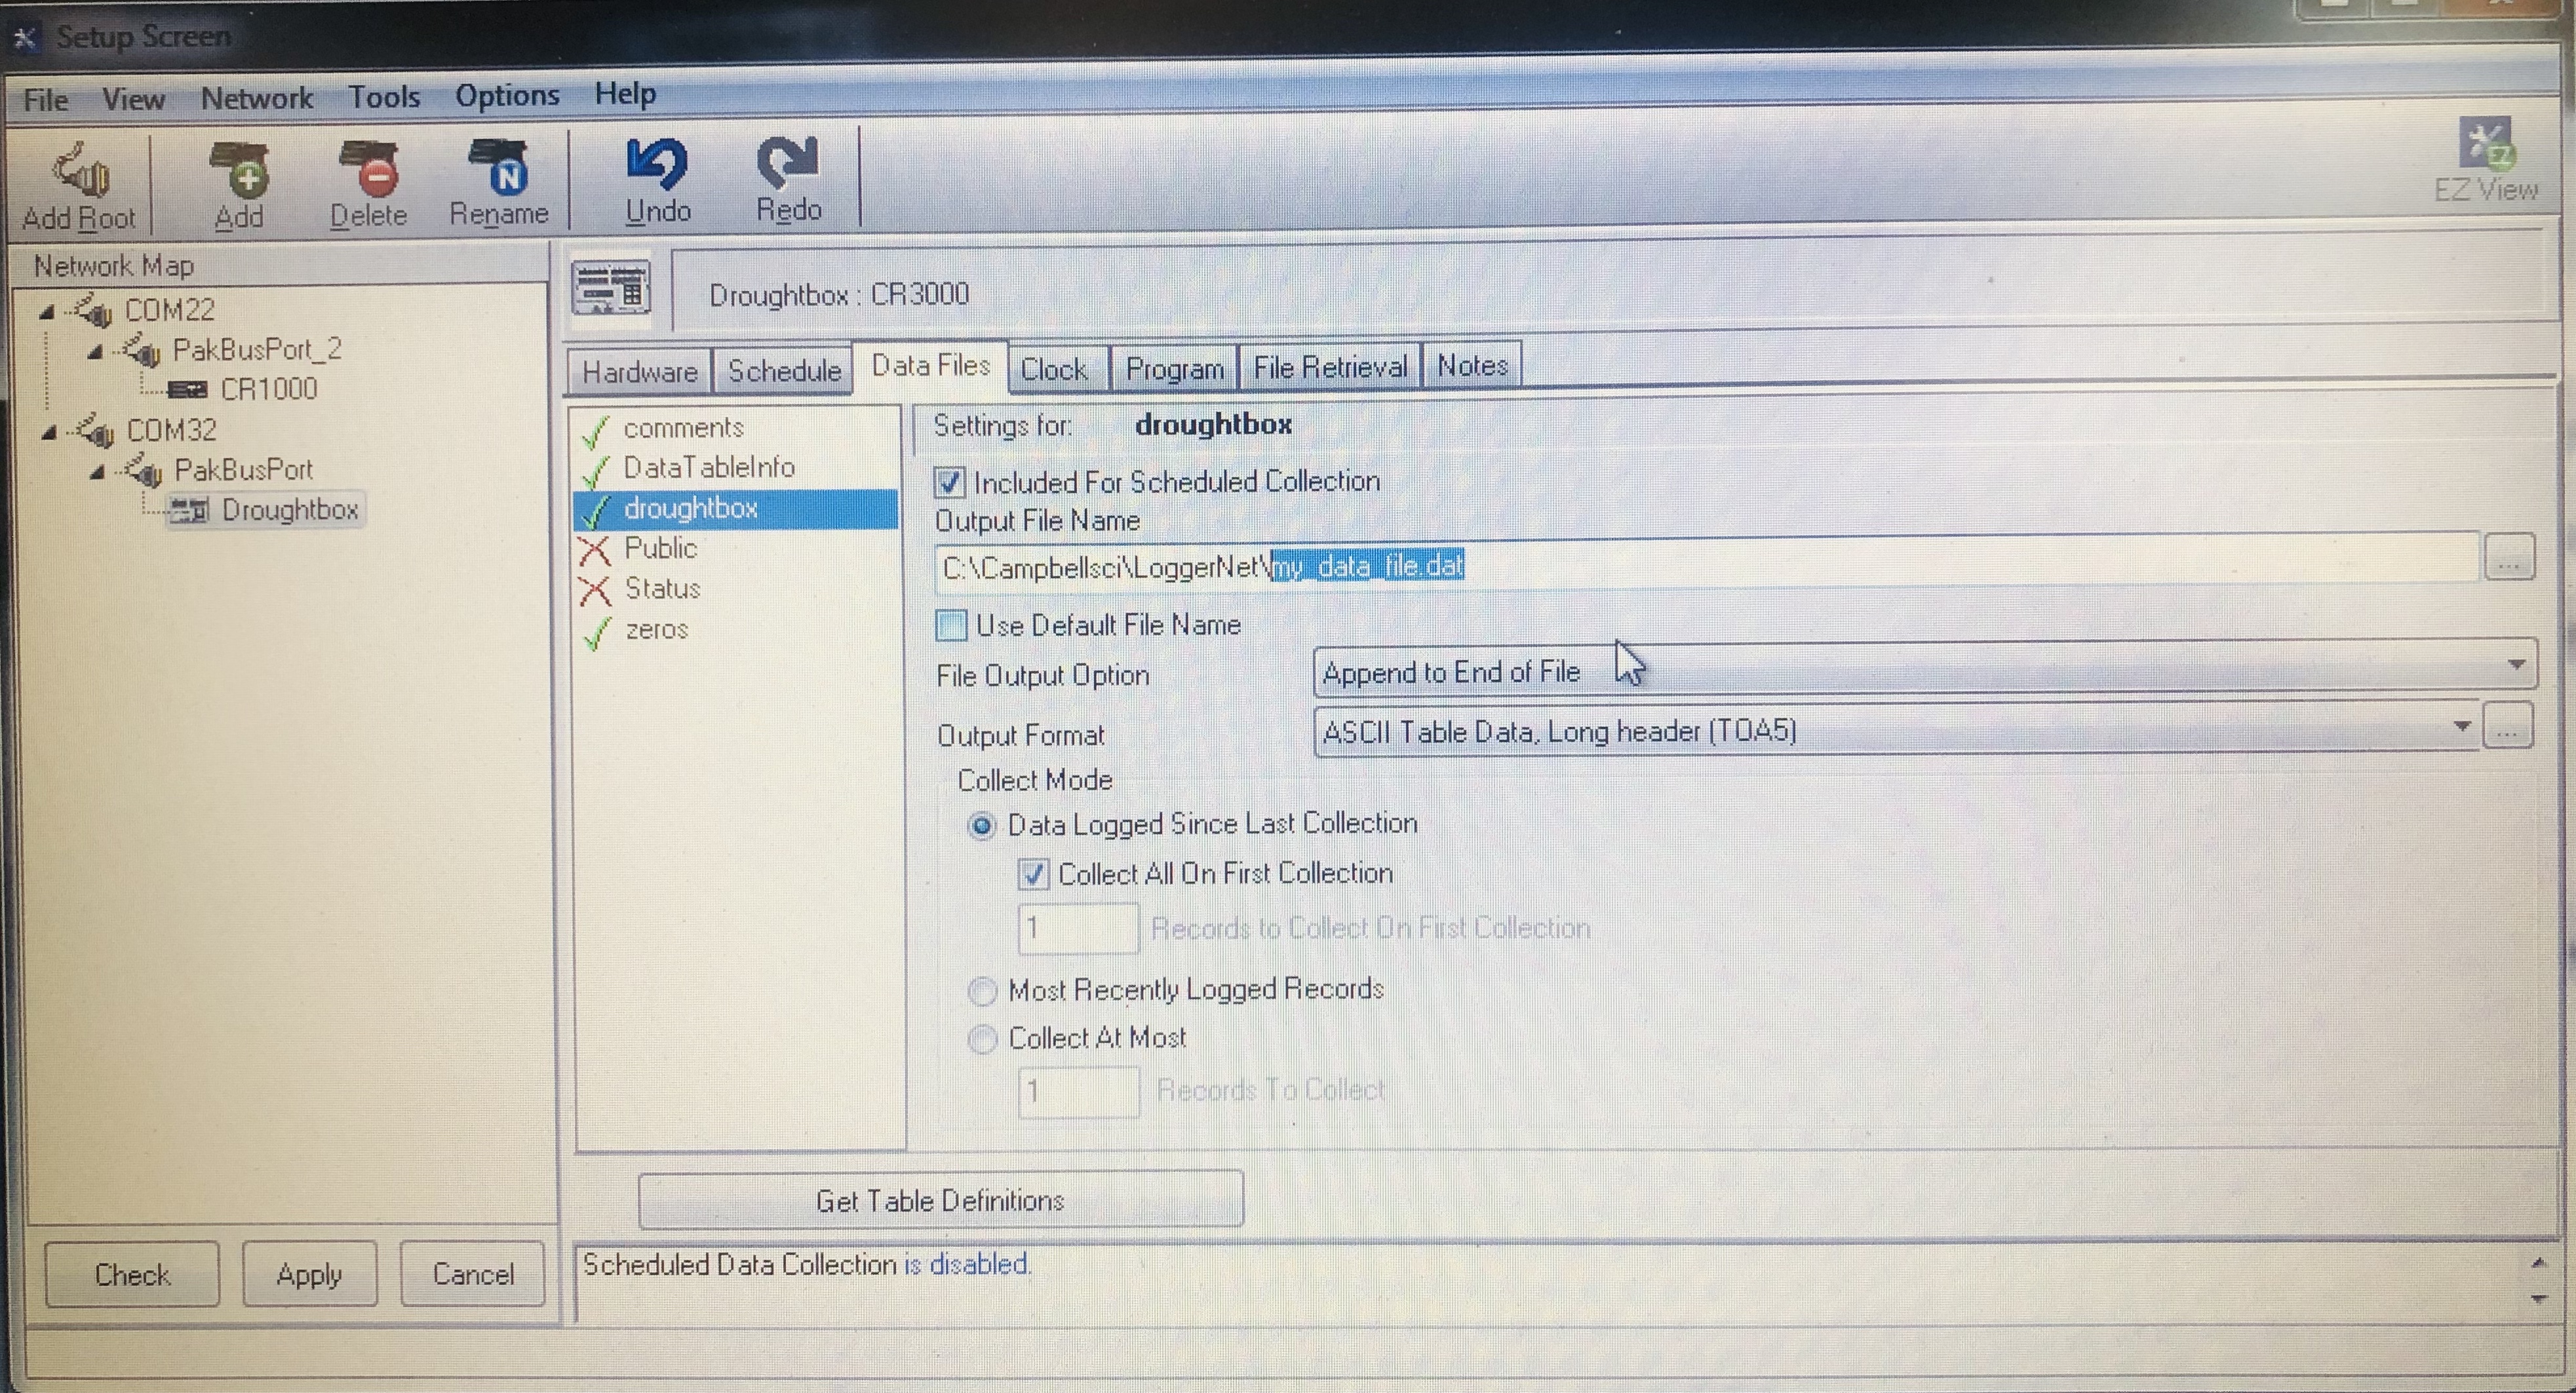 Setup Screen
File View Network Tools Options Help
Add Root Add Delete Rename Undo Redo EZ View
N
EZ
Network Map
COM22
PakBusPort_2
CR1000
COM32
PakBusPort
Droughtbox
Droughtbox : CR3000
Hardware Schedule Data Files Clock Program File Retrieval Notes
comments
DataTableInfo
droughtbox
Public
Status
zeros
Settings for: droughtbox
Included For Scheduled Collection
Output File Name
C:\Campbellsci\LoggerNet\my_data_file.dat
...
Use Default File Name
File Output Option Append to End of File
Output Format ASCII Table Data, Long header (TOA5)
...
Collect Mode
Data Logged Since Last Collection
Collect All On First Collection
1 Records to Collect On First Collection
Most Recently Logged Records
Collect At Most
1 Records To Collect
Get Table Definitions
Check Apply Cancel
Scheduled Data Collection is disabled.